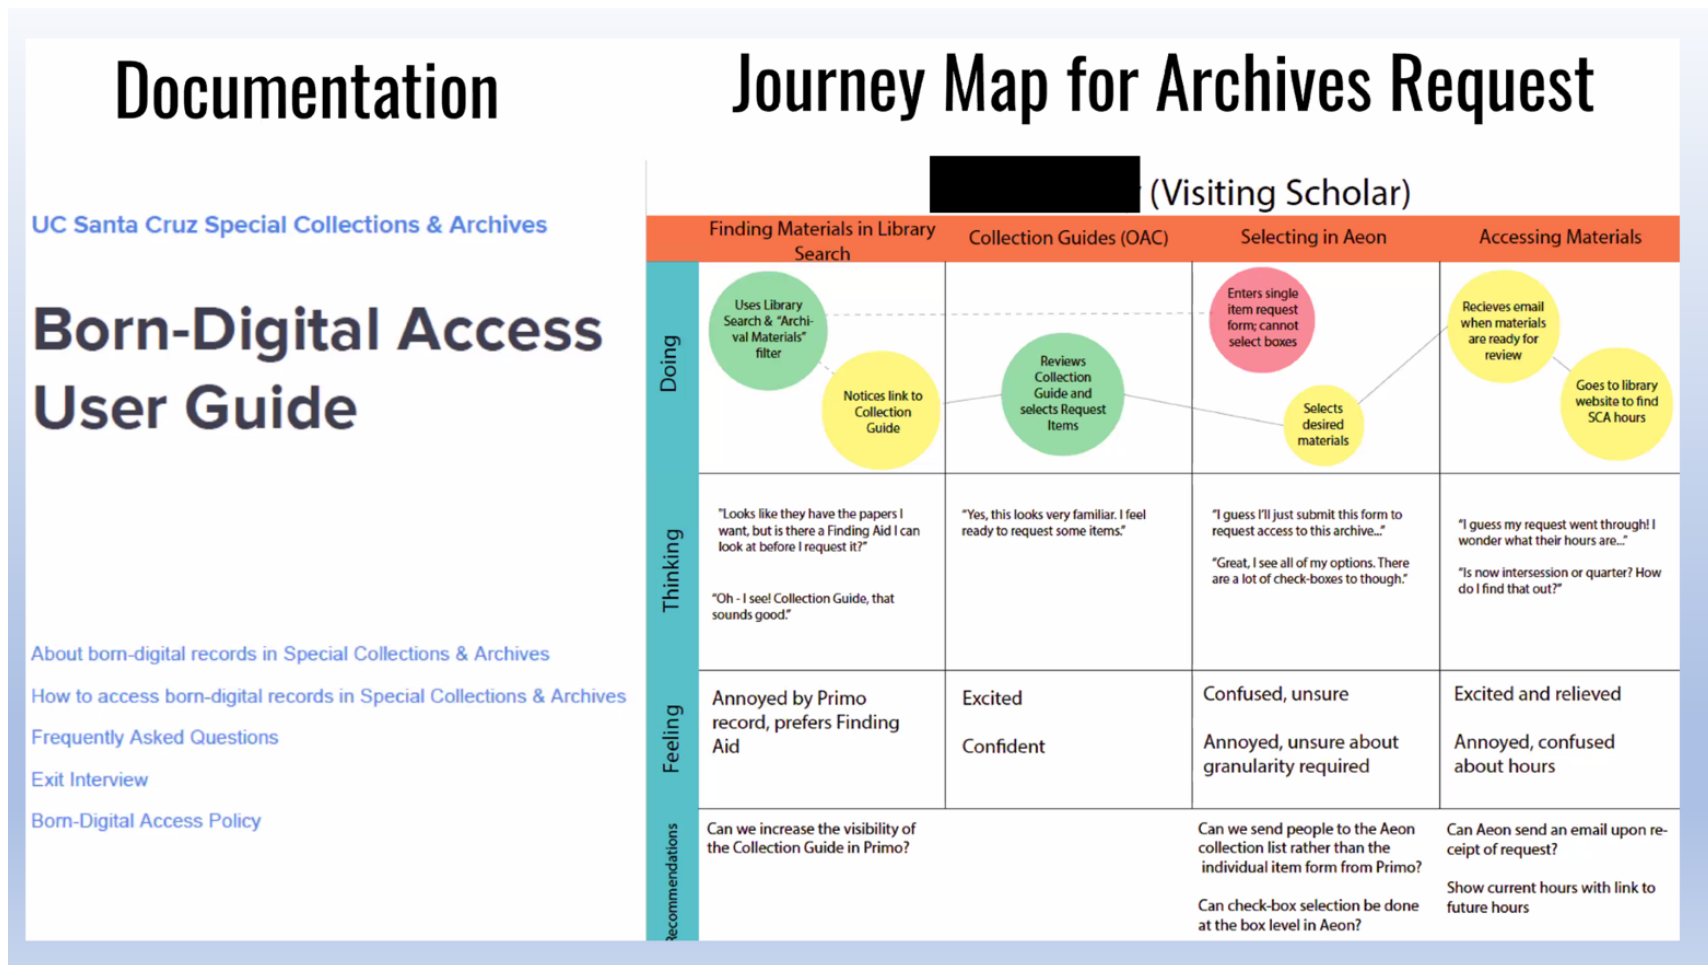 Documentation
UC Santa Cruz Special Collections & Archives
Born-Digital Access
User Guide
About born-digital records in Special Collections & Archives
How to access born-digital records in Special Collections & Archives
Frequently Asked Questions
Exit Interview
Born-Digital Access Policy
Journey Map for Archives Request
(Visiting Scholar)
Finding Materials in Library
Search
Collection Guides (OAC)
Selecting in Aeon
Accessing Materials
Doing
Uses Library
Search & "Archi-
val Materials"
filter
Notices link to
Collection
Guide
Reviews
Collection
Guide and
selects Request
Items
Enters single
item request
form; cannot
select boxes
Selects
desired
materials
Recieves email
when materials
are ready for
review
Goes to library
website to find
SCA hours
Thinking
"Looks like they have the papers I
want, but is there a Finding Aid I can
look at before I request it?"
"Oh - I see! Collection Guide, that
sounds good."
"Yes, this looks very familiar. I feel
ready to request some items."
"I guess I'll just submit this form to
request access to this archive..."
"Great, I see all of my options. There
are a lot of check-boxes to though."
"I guess my request went through! I
wonder what their hours are..."
"Is now intersession or quarter? How
do I find that out?"
Feeling
Annoyed by Primo
record, prefers Finding
Aid
Excited
Confident
Confused, unsure
Annoyed, unsure about
granularity required
Excited and relieved
Annoyed, confused
about hours
Recommendations
Can we increase the visibility of
the Collection Guide in Primo?
Can we send people to the Aeon
collection list rather than the
individual item form from Primo?
Can check-box selection be done
at the box level in Aeon?
Can Aeon send an email upon re-
ceipt of request?
Show current hours with link to
future hours